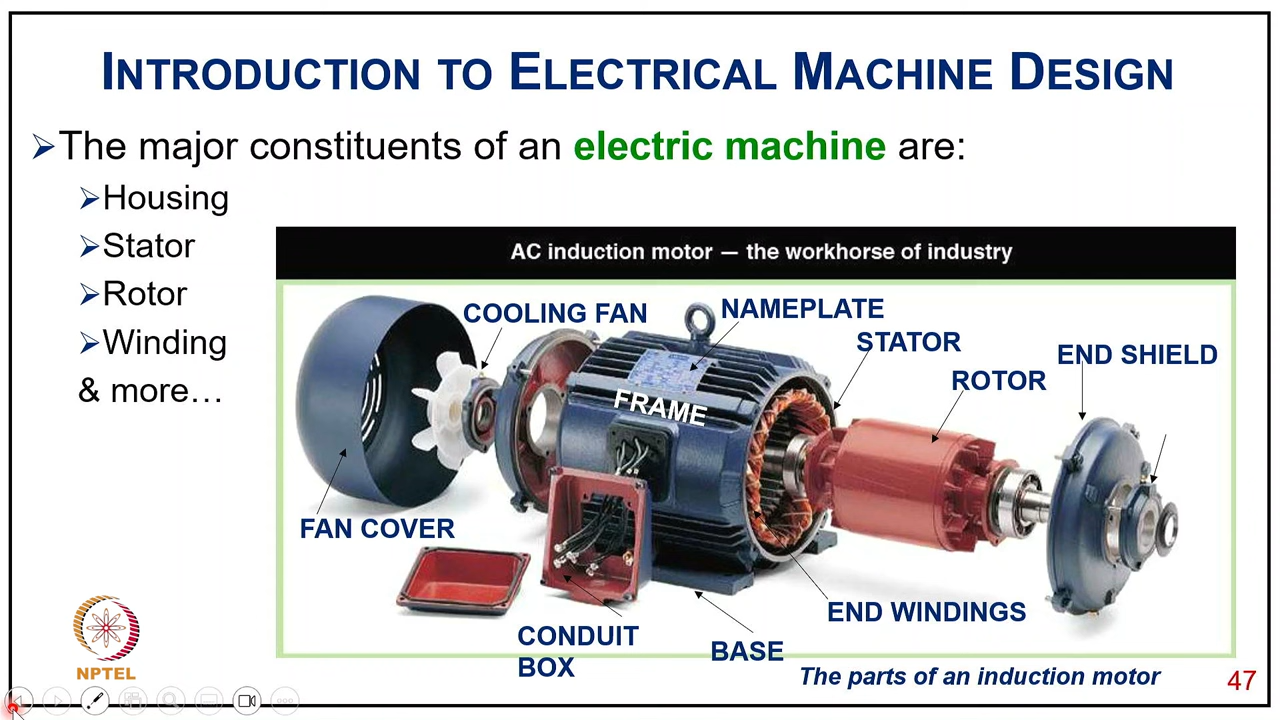 INTRODUCTION TO ELECTRICAL MACHINE DESIGN
The major constituents of an electric machine are:
Housing
Stator
Rotor
Winding
& more…
AC induction motor — the workhorse of industry
COOLING FAN
NAMEPLATE
STATOR
END SHIELD
ROTOR
FRAME
FAN COVER
END WINDINGS
CONDUIT
BOX
BASE
The parts of an induction motor
NPTEL
47